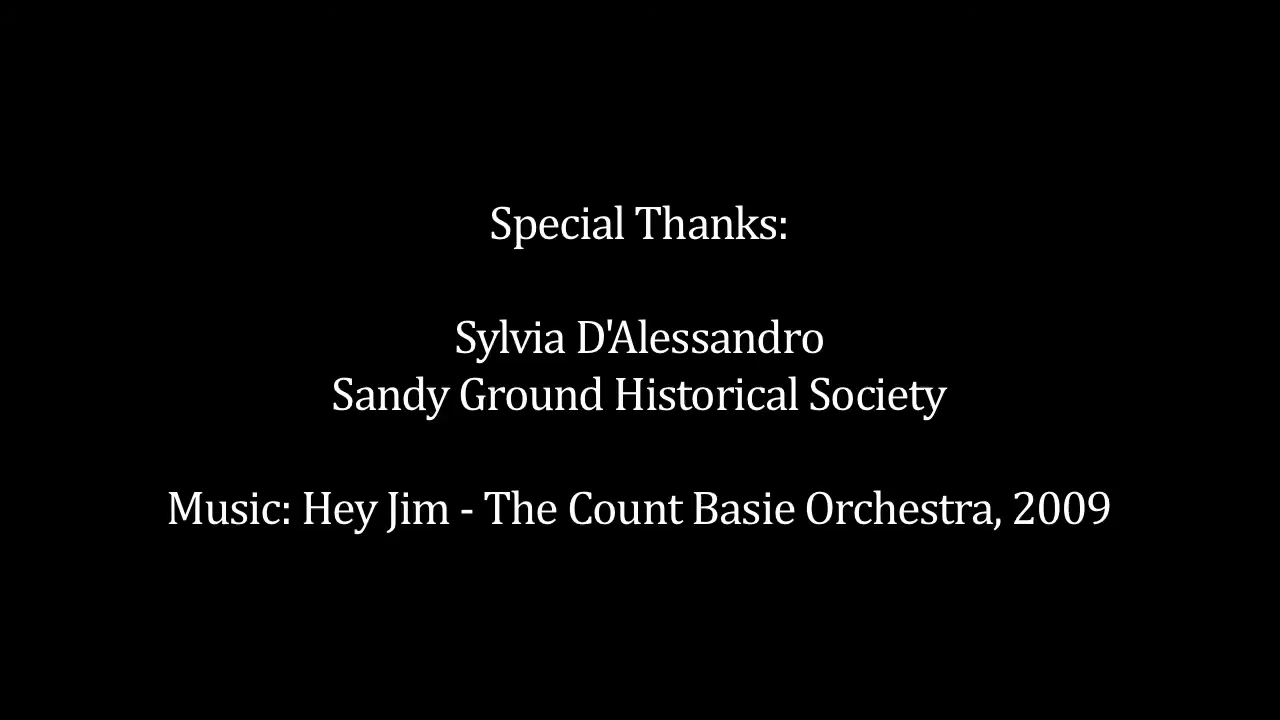 Special Thanks:
Sylvia D'Alessandro
Sandy Ground Historical Society
Music: Hey Jim - The Count Basie Orchestra, 2009